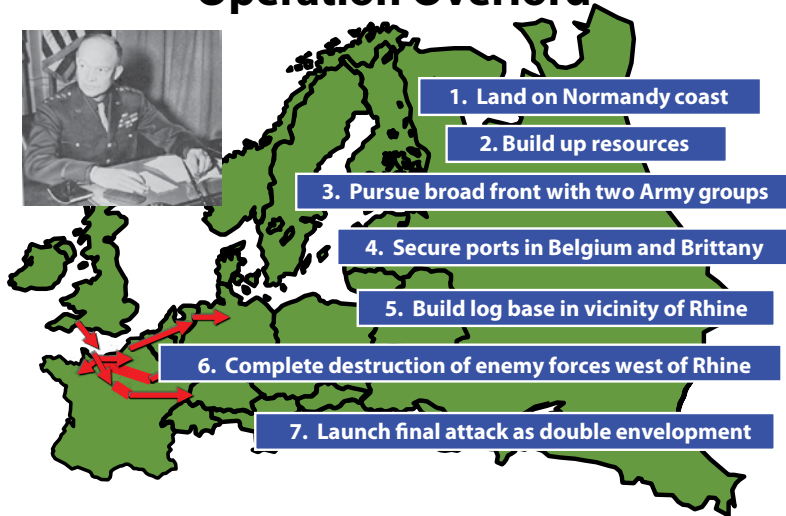 Operation Overlord
1. Land on Normandy coast
2. Build up resources
3. Pursue broad front with two Army groups
4. Secure ports in Belgium and Brittany
5. Build log base in vicinity of Rhine
6. Complete destruction of enemy forces west of Rhine
7. Launch final attack as double envelopment